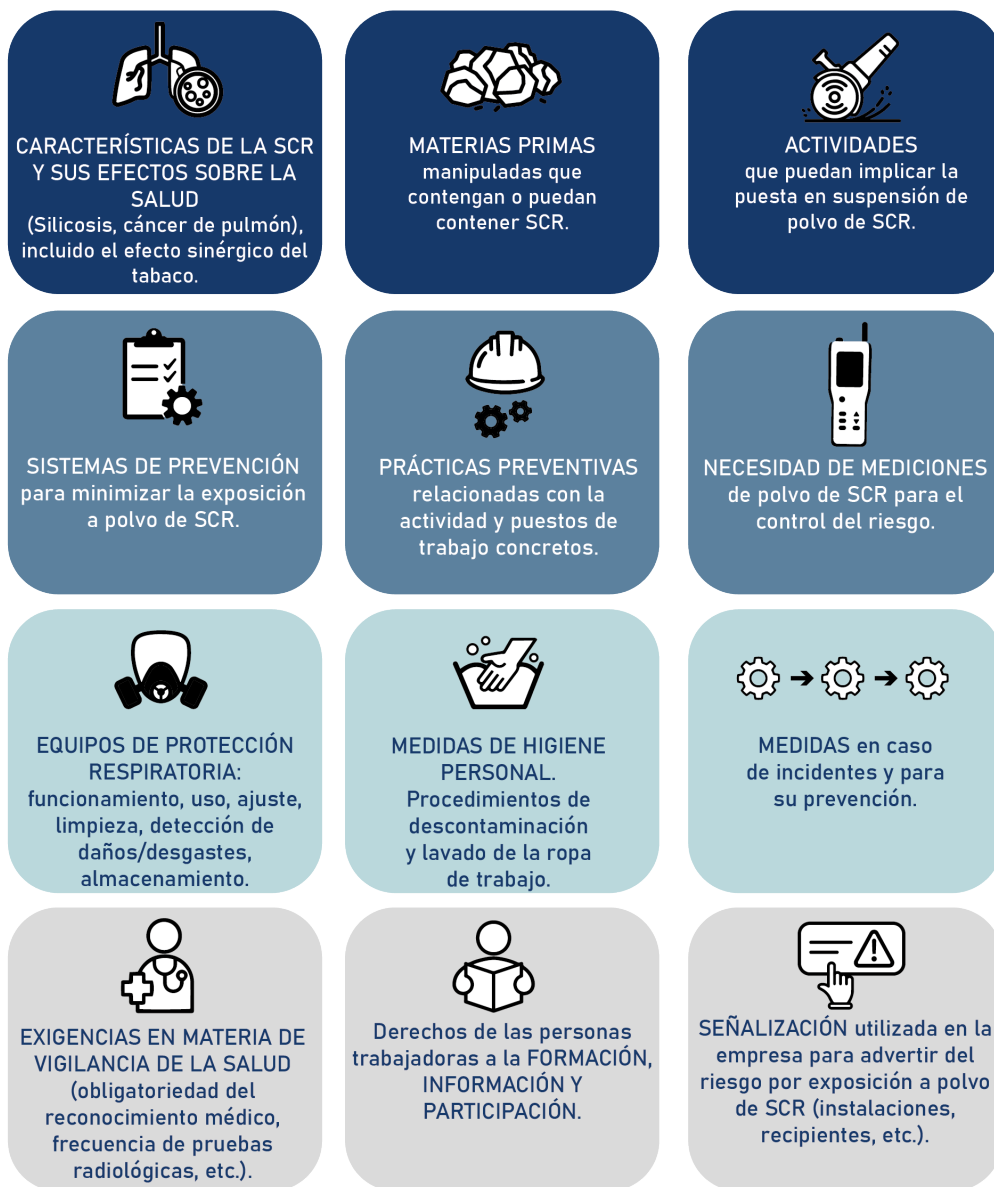 CARACTERÍSTICAS DE LA SCR
Y SUS EFECTOS SOBRE LA
SALUD
(Silicosis, cáncer de pulmón),
incluido el efecto sinérgico del
tabaco.
MATERIAS PRIMAS
manipuladas que
contengan o puedan
contener SCR.
ACTIVIDADES
que puedan implicar la
puesta en suspensión de
polvo de SCR.
SISTEMAS DE PREVENCIÓN
para minimizar la exposición
a polvo de SCR.
PRÁCTICAS PREVENTIVAS
relacionadas con la
actividad y puestos de
trabajo concretos.
NECESIDAD DE MEDICIONES
de polvo de SCR para el
control del riesgo.
EQUIPOS DE PROTECCIÓN
RESPIRATORIA:
funcionamiento, uso, ajuste,
limpieza, detección de
daños/desgastes,
almacenamiento.
MEDIDAS DE HIGIENE
PERSONAL.
Procedimientos de
descontaminación
y lavado de la ropa
de trabajo.
MEDIDAS en caso
de incidentes y para
su prevención.
EXIGENCIAS EN MATERIA DE
VIGILANCIA DE LA SALUD
(obligatoriedad del
reconocimiento médico,
frecuencia de pruebas
radiológicas, etc.).
Derechos de las personas
trabajadoras a la FORMACIÓN,
INFORMACIÓN Y
PARTICIPACIÓN.
SEÑALIZACIÓN utilizada en la
empresa para advertir del
riesgo por exposición a polvo
de SCR (instalaciones,
recipientes, etc.).